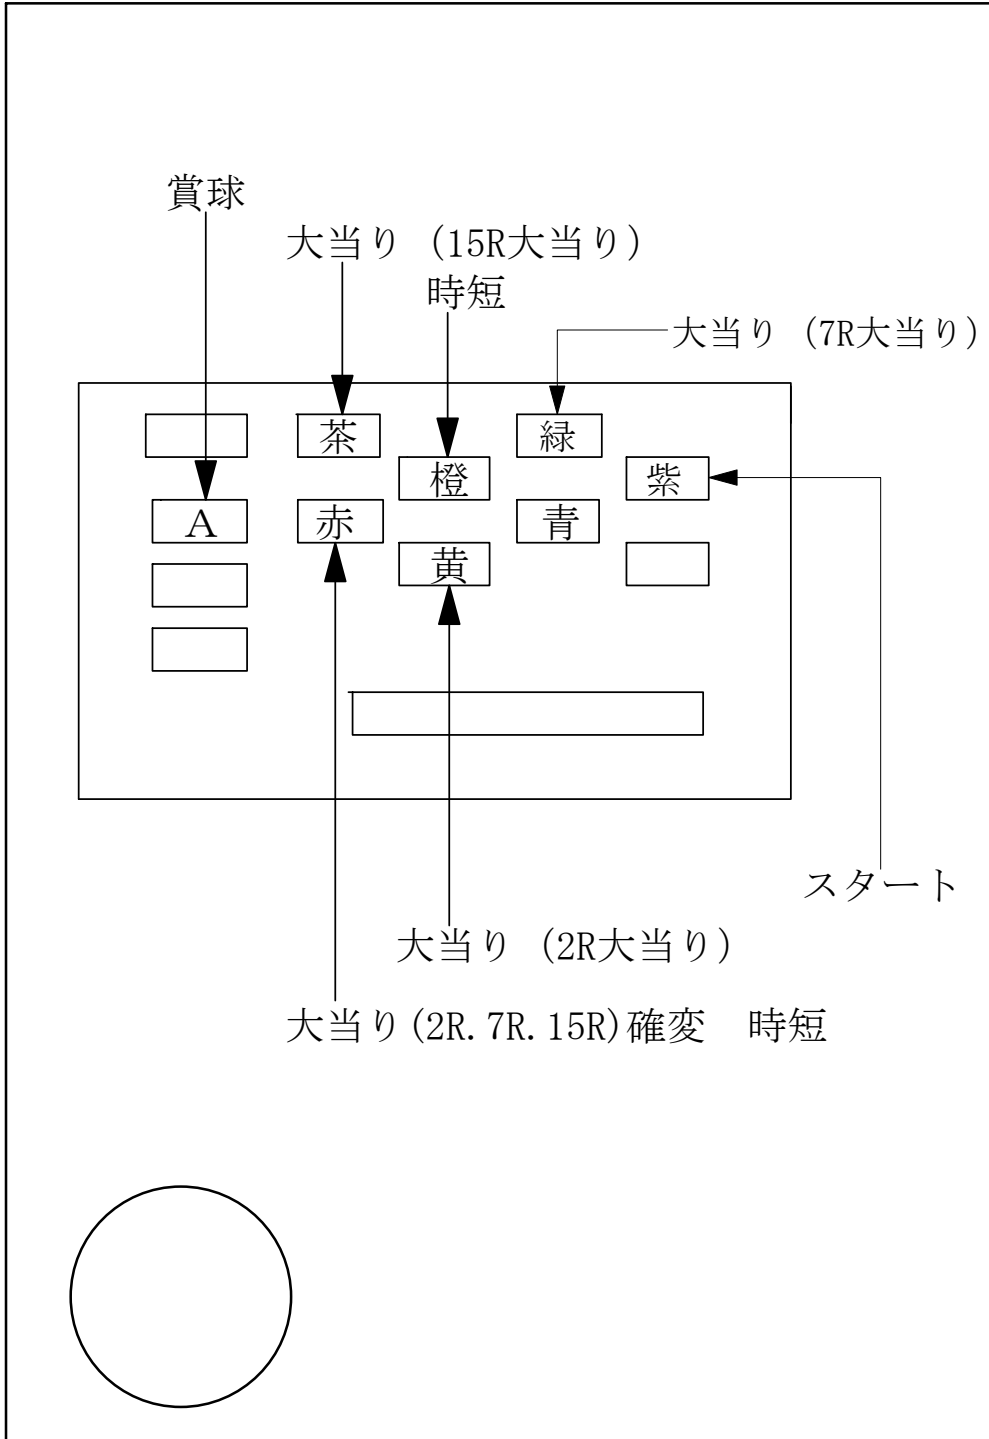 賞球
大当り (15R大当り)
時短
大当り (7R大当り)
茶
緑
橙
紫
A
赤
青
黄
スタート
大当り (2R大当り)
大当り(2R.7R.15R)確変　時短